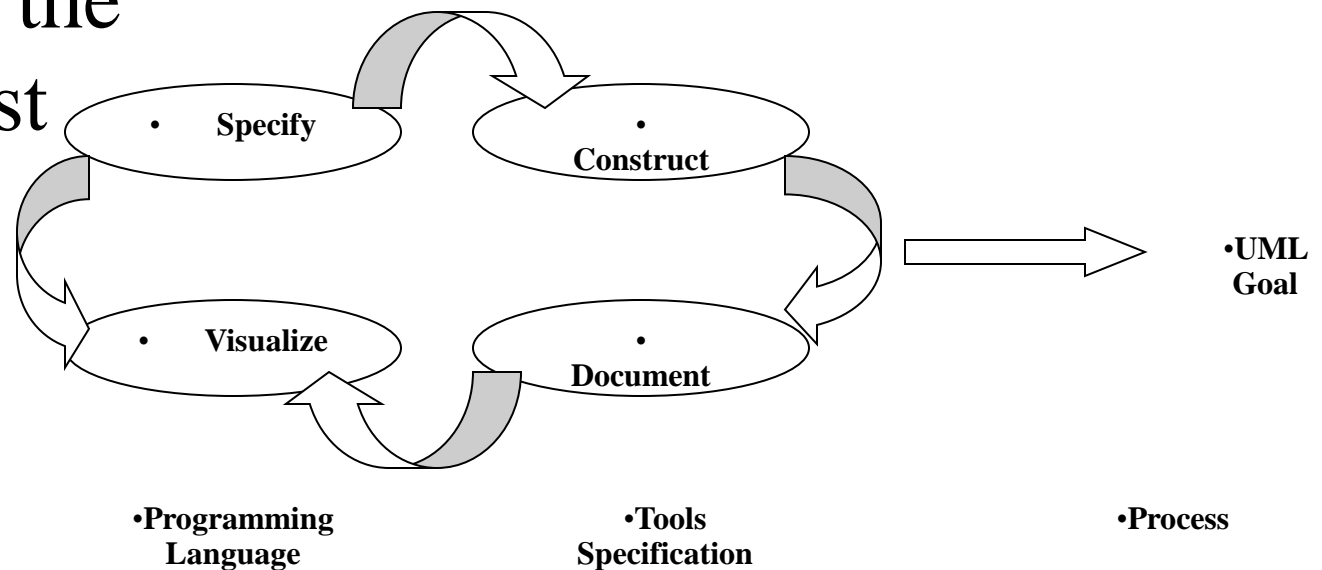 the
st
• Specify
•
Construct
•UML
Goal
• Visualize
•
Document
•Programming
Language
•Tools
Specification
•Process